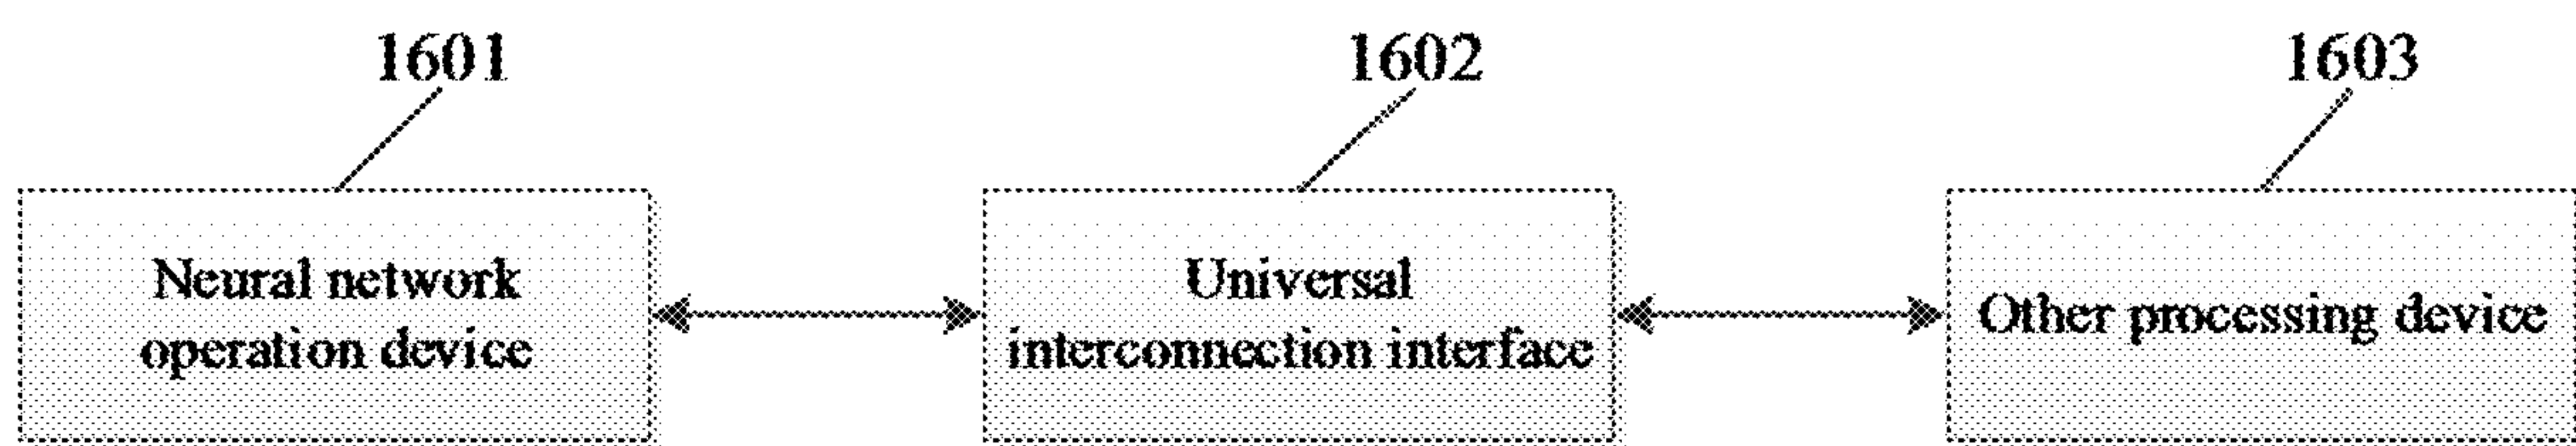 1601
1602
1603
Neural network
operation device
Universal
interconnection interface
Other processing device